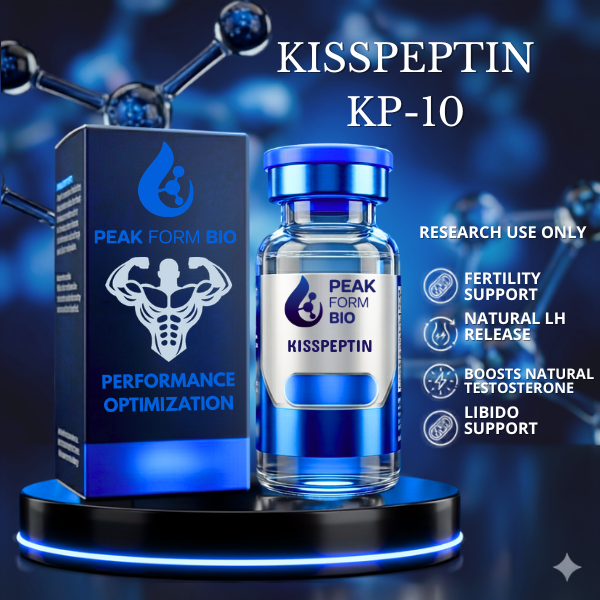 KISSPEPTIN
KP-10
PEAK FORM BIO
PERFORMANCE
OPTIMIZATION
PEAK
FORM
BIO
KISSPEPTIN
RESEARCH USE ONLY
FERTILITY
SUPPORT
NATURAL LH
RELEASE
BOOSTS NATURAL
TESTOSTERONE
LIBIDO
SUPPORT